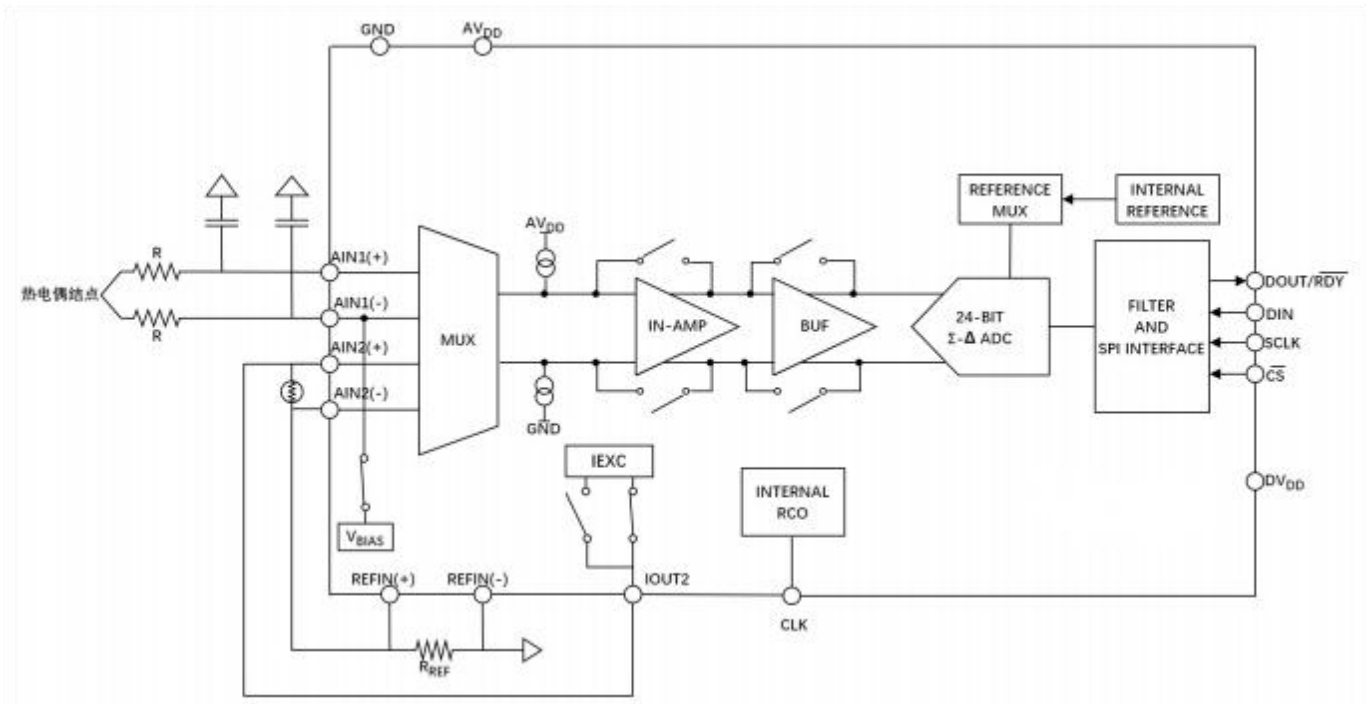 GND
AVDD
REFERENCE
MUX
INTERNAL
REFERENCE
AVDD
R
AIN1(+)
热电偶结点
AIN1(-)
R
AIN2(+)
AIN2(-)
MUX
IN-AMP
BUF
24-BIT
Σ-Δ ADC
FILTER
AND
SPI INTERFACE
DOUT/RDY
DIN
SCLK
CS
GND
IEXC
INTERNAL
RCO
DVDD
VBIAS
REFIN(+)
REFIN(-)
IOUT2
CLK
RREF